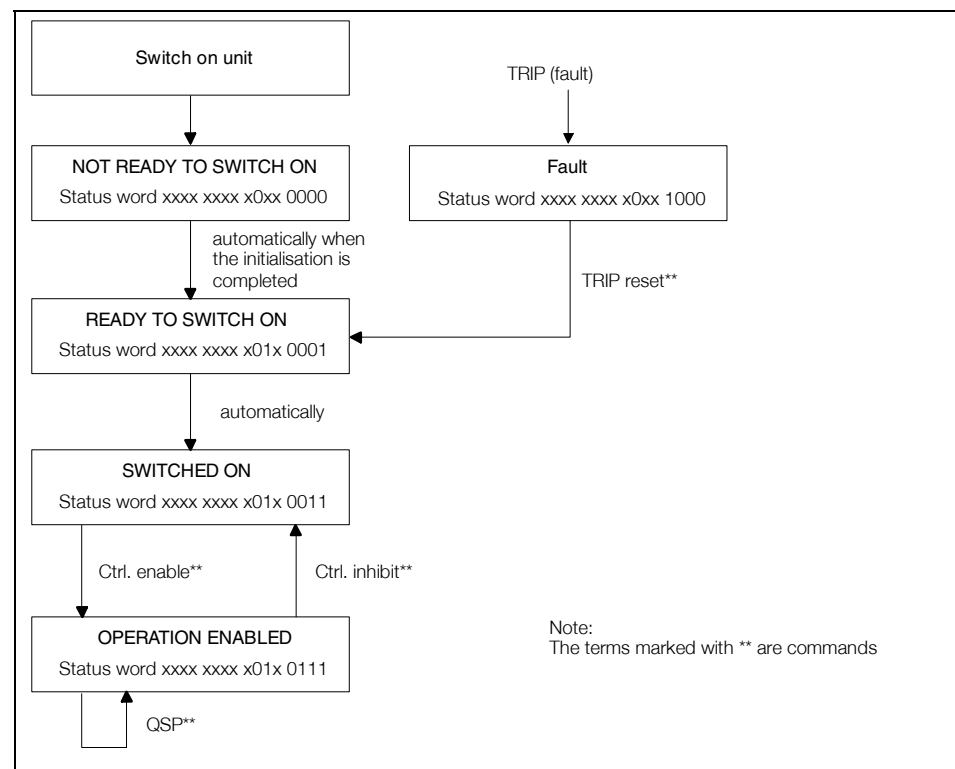 Switch on unit
TRIP (fault)
NOT READY TO SWITCH ON
Status word xxxx xxxx x0xx 0000
Fault
Status word xxxx xxxx x0xx 1000
automatically when
the initialisation is
completed
TRIP reset**
READY TO SWITCH ON
Status word xxxx xxxx x01x 0001
automatically
SWITCHED ON
Status word xxxx xxxx x01x 0011
Ctrl. enable**
Ctrl. inhibit**
OPERATION ENABLED
Status word xxxx xxxx x01x 0111
QSP**
Note:
The terms marked with ** are commands